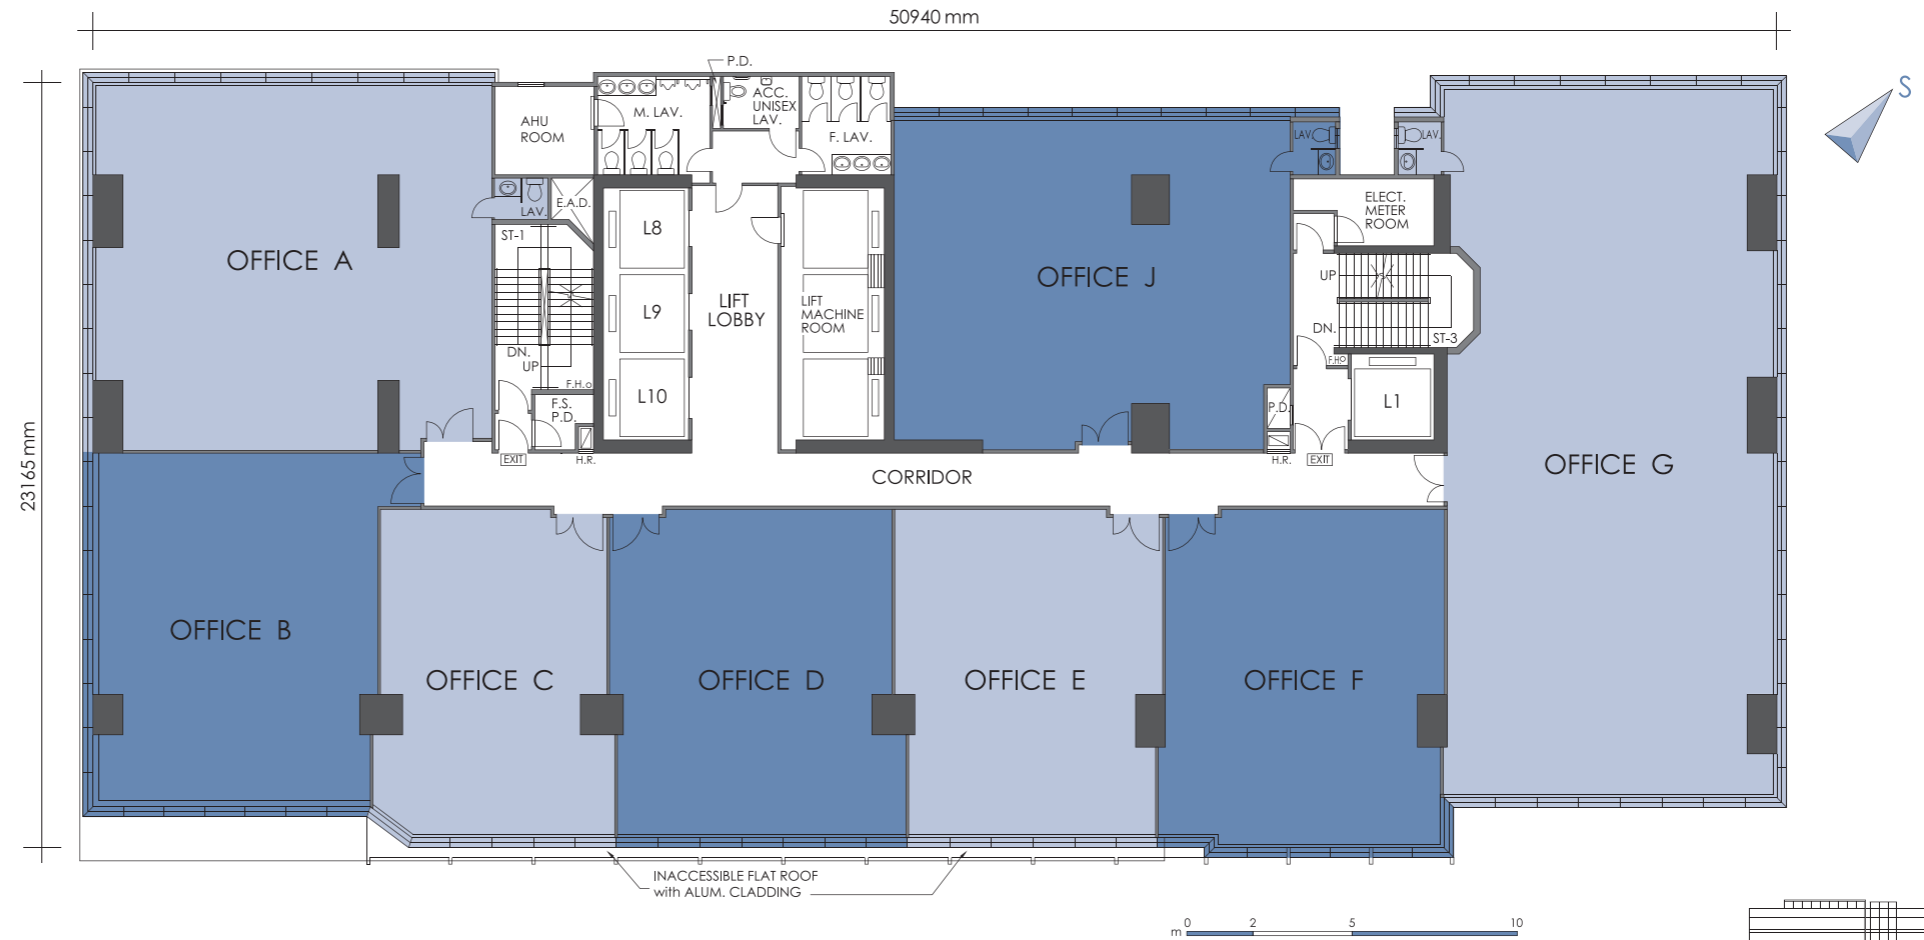 50940 mm
23165 mm
S
P.D.
AHU
ROOM
M. LAV.
ACC.
UNISEX
LAV.
F. LAV.
LAV.
LAV.
LAV.
E.A.D.
ST-1
ELECT.
METER
ROOM
L8
OFFICE A
OFFICE J
UP
L9
LIFT
LOBBY
LIFT
MACHINE
ROOM
DN.
ST-3
DN.
UP
F.H.
F.H.
L10
F.S.
P.D.
P.D.
L1
EXIT
H.R.
H.R.
EXIT
CORRIDOR
OFFICE G
OFFICE B
OFFICE C
OFFICE D
OFFICE E
OFFICE F
INACCESSIBLE FLAT ROOF
with ALUM. CLADDING
m 0 2 5 10